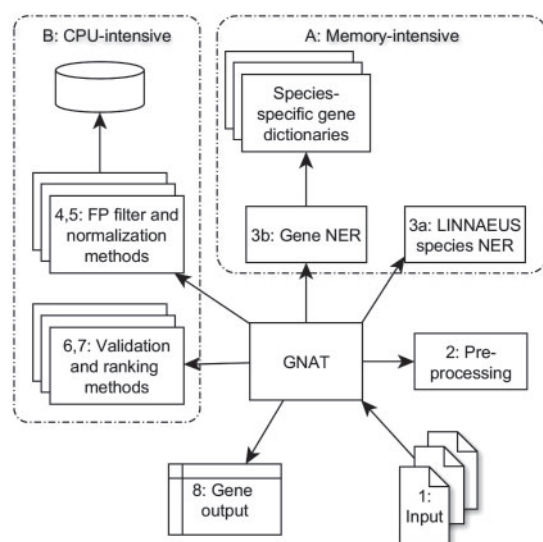 B: CPU-intensive
A: Memory-intensive
Species-
specific gene
dictionaries
4,5: FP filter and
normalization
methods
3b: Gene NER
3a: LINNAEUS
species NER
6,7: Validation
and ranking
methods
GNAT
2: Pre-
processing
8: Gene
output
1:
Input